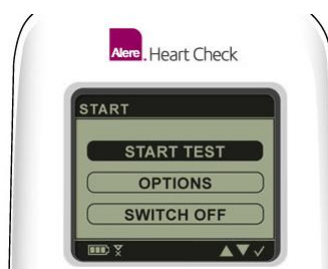 Alere. Heart Check
START
START TEST
OPTIONS
SWITCH OFF